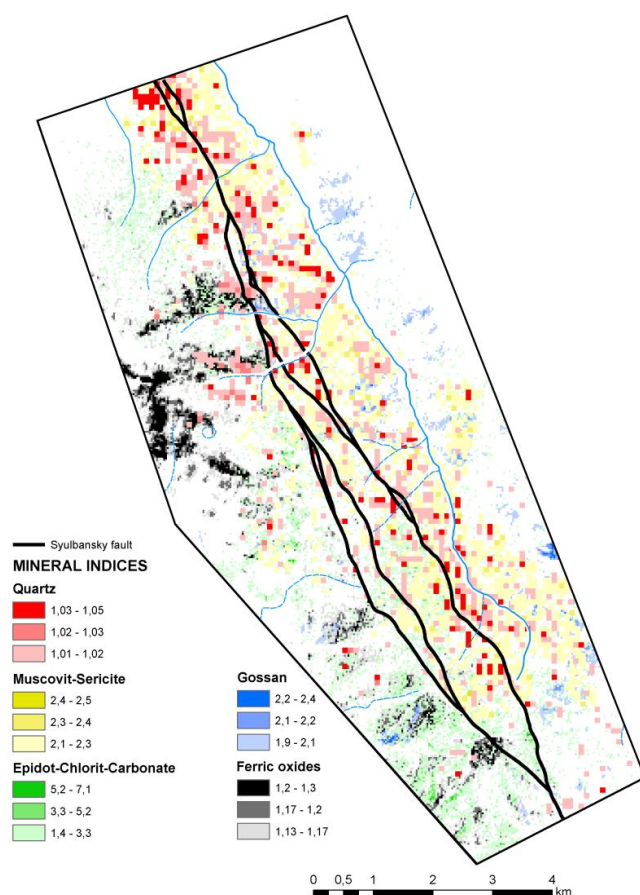 Syulbansky fault
MINERAL INDICES
Quartz
1,03 - 1,05
1,02 - 1,03
1,01 - 1,02
Muscovit-Sericite
2,4 - 2,5
2,3 - 2,4
2,1 - 2,3
Epidot-Chlorit-Carbonate
5,2 - 7,1
3,3 - 5,2
1,4 - 3,3
Gossan
2,2 - 2,4
2,1 - 2,2
1,9 - 2,1
Ferric oxides
1,2 - 1,3
1,17 - 1,2
1,13 - 1,17
0 0,5 1 2 3 4
km